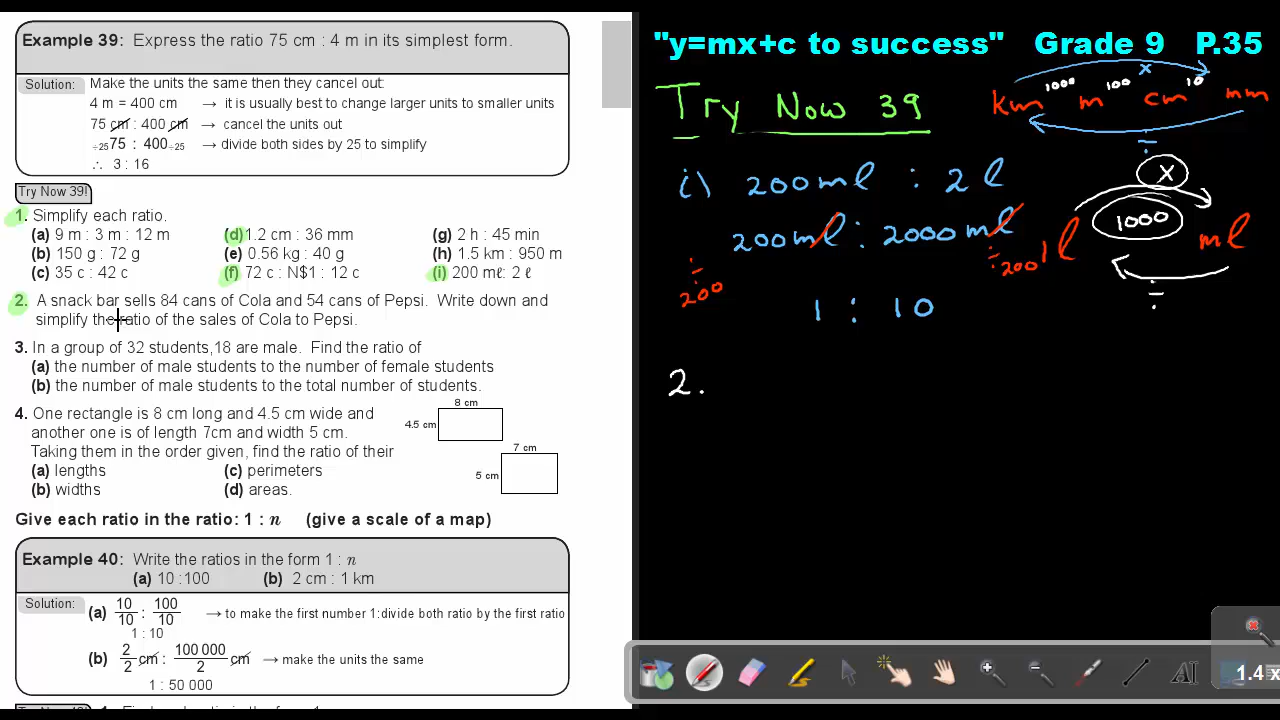 Example 39: Express the ratio 75 cm : 4 m in its simplest form.
Solution: Make the units the same then they cancel out:
4 m = 400 cm → it is usually best to change larger units to smaller units
75 cm : 400 cm → cancel the units out
÷25 75 : 400 ÷25 → divide both sides by 25 to simplify
∴ 3 : 16
Try Now 39!
1. Simplify each ratio.
(a) 9 m : 3 m : 12 m (d) 1.2 cm : 36 mm (g) 2 h : 45 min
(b) 150 g : 72 g (e) 0.56 kg : 40 g (h) 1.5 km : 950 m
(c) 35 c : 42 c (f) 72 c : N$1 : 12 c (i) 200 mℓ: 2 ℓ
2. A snack bar sells 84 cans of Cola and 54 cans of Pepsi. Write down and
simplify the ratio of the sales of Cola to Pepsi.
3. In a group of 32 students,18 are male. Find the ratio of
(a) the number of male students to the number of female students
(b) the number of male students to the total number of students.
4. One rectangle is 8 cm long and 4.5 cm wide and
another one is of length 7cm and width 5 cm.
Taking them in the order given, find the ratio of their
(a) lengths (c) perimeters
(b) widths (d) areas.
8 cm
4.5 cm
7 cm
5 cm
Give each ratio in the ratio: 1 : n (give a scale of a map)
Example 40: Write the ratios in the form 1 : n
(a) 10 :100 (b) 2 cm : 1 km
Solution: (a) 10/10 : 100/10 → to make the first number 1:divide both ratio by the first ratio
1 : 10
(b) 2/2 cm : 100 000/2 cm → make the units the same
1 : 50 000
"y=mx+c to success" Grade 9 P.35
Try Now 39
x
1000 100 10
km m cm mm
÷
i) 200 ml : 2 l
200 ml : 2000 ml
÷200 ÷200
1 : 10
x
1000
1 l ml
÷
2.
AI
1.4 x